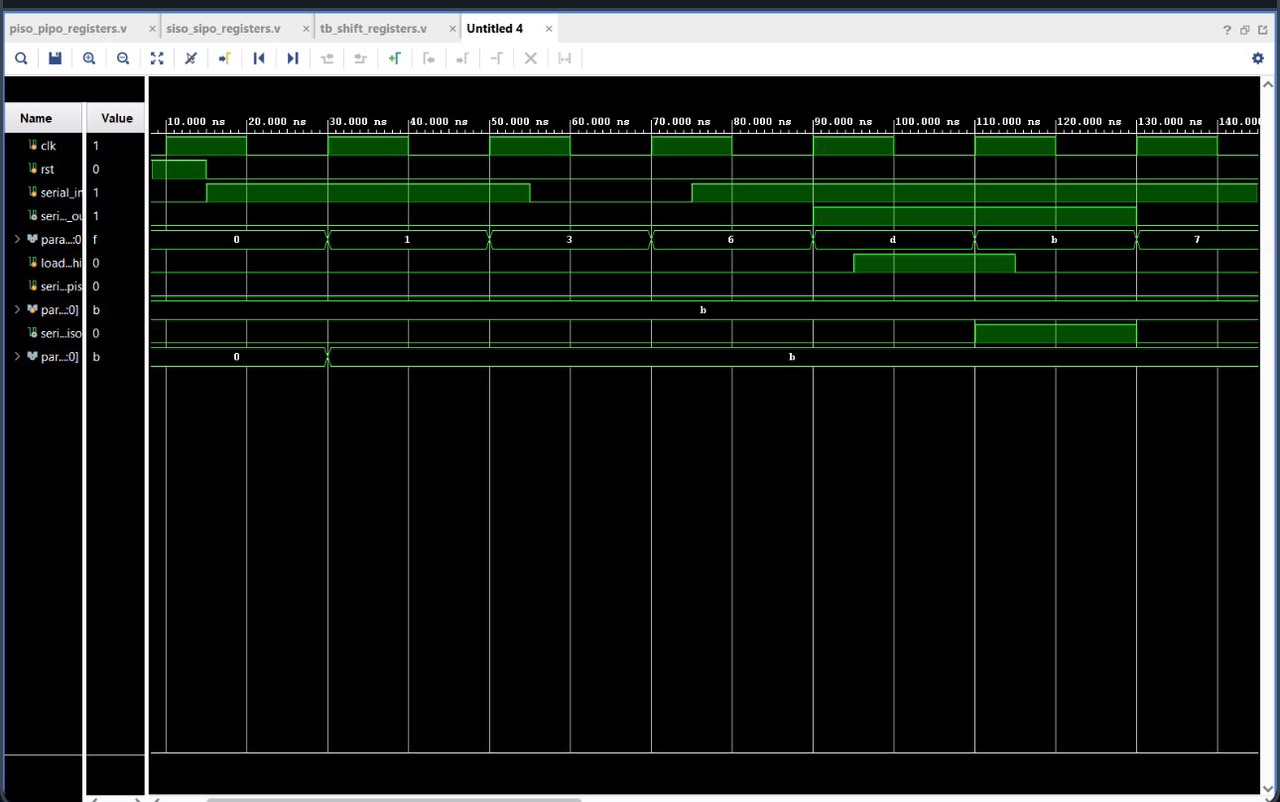 piso_pipo_registers.v × siso_sipo_registers.v × tb_shift_registers.v × Untitled 4 ×
Name Value
10.000 ns 20.000 ns 30.000 ns 40.000 ns 50.000 ns 60.000 ns 70.000 ns 80.000 ns 90.000 ns 100.000 ns 110.000 ns 120.000 ns 130.000 ns 140.00
clk 1
rst 0
serial_in 1
seri..._ou 1
para...:0 f 0 1 3 6 d b 7
load...hi 0
seri...pis 0
par...:0] b b
seri...iso 0
par...:0] b 0 b